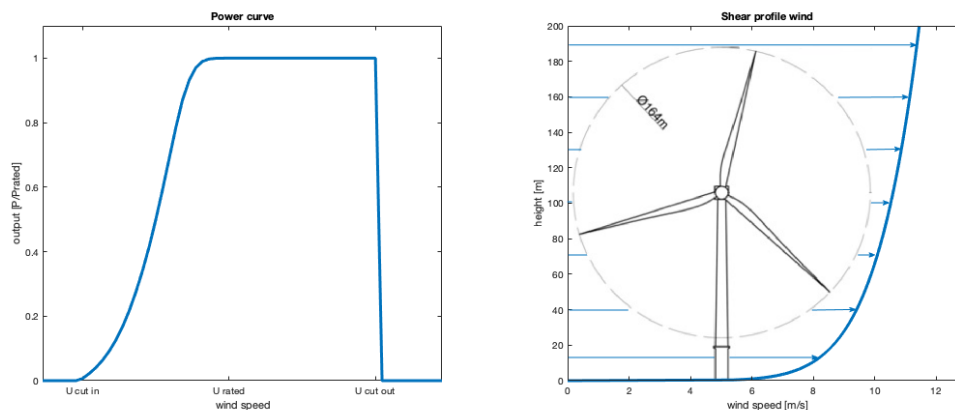 Power curve
output [P/Prated]
1
0.8
0.6
0.4
0.2
0
U cut in
U rated
U cut out
wind speed
Shear profile wind
height [m]
200
180
160
140
120
100
80
60
40
20
0
Ø164m
0 2 4 6 8 10 12
wind speed [m/s]